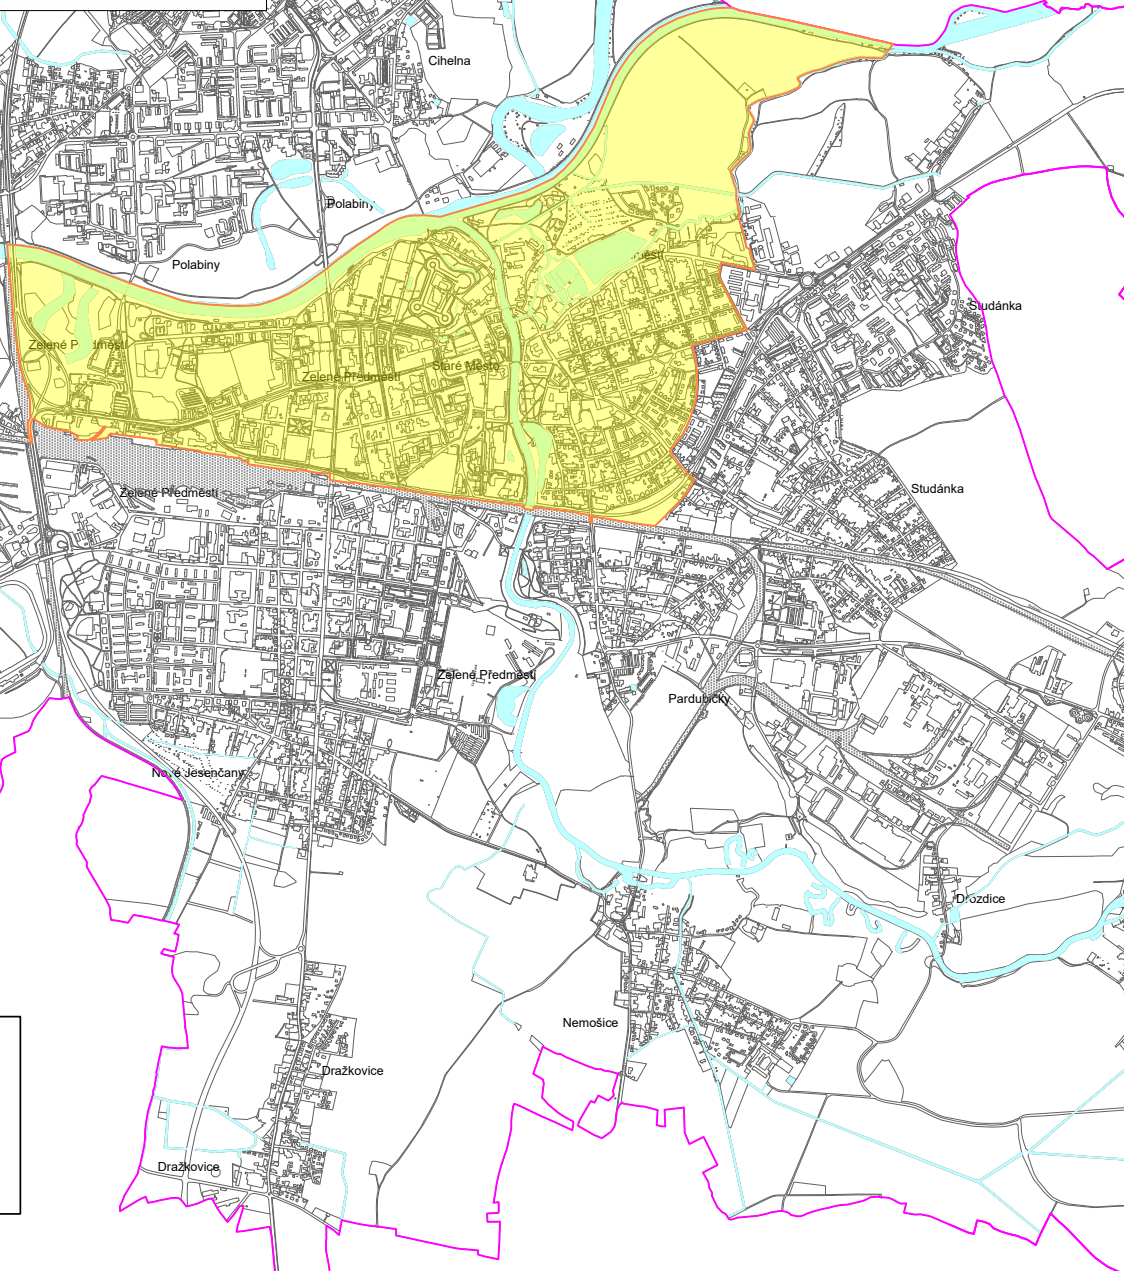 Cihelna
Polabiny
Polabiny
Studánka
Zelené Předměstí
Staré Město
Zelené Předměstí
Studánka
Zelené Předměstí
Zelené Předměstí
Pardubičky
Nové Jesenčany
Drozdice
Nemošice
Dražkovice
Dražkovice